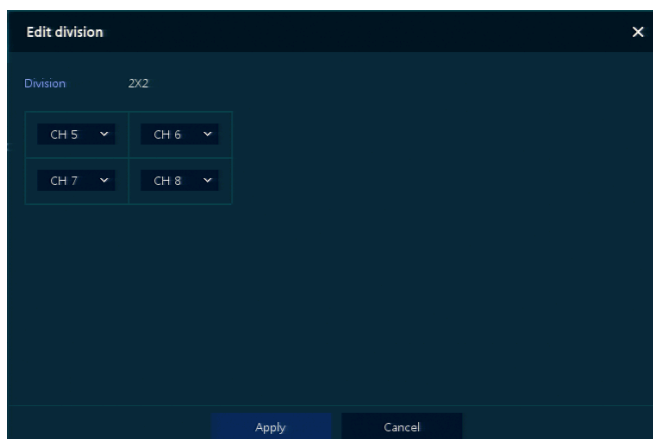 Edit division
Division 2X2
CH 5 CH 6
CH 7 CH 8
Apply Cancel